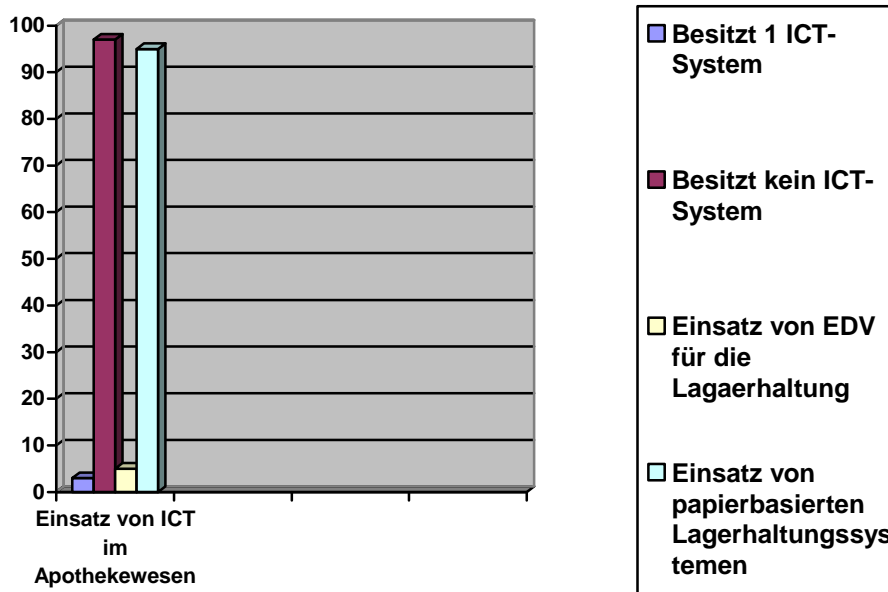 100
90
80
70
60
50
40
30
20
10
0
Einsatz von ICT
im
Apothekewesen
Besitzt 1 ICT-
System
Besitzt kein ICT-
System
Einsatz von EDV
für die
Lagaerhaltung
Einsatz von
papierbasierten
Lagerhaltungssys
temen